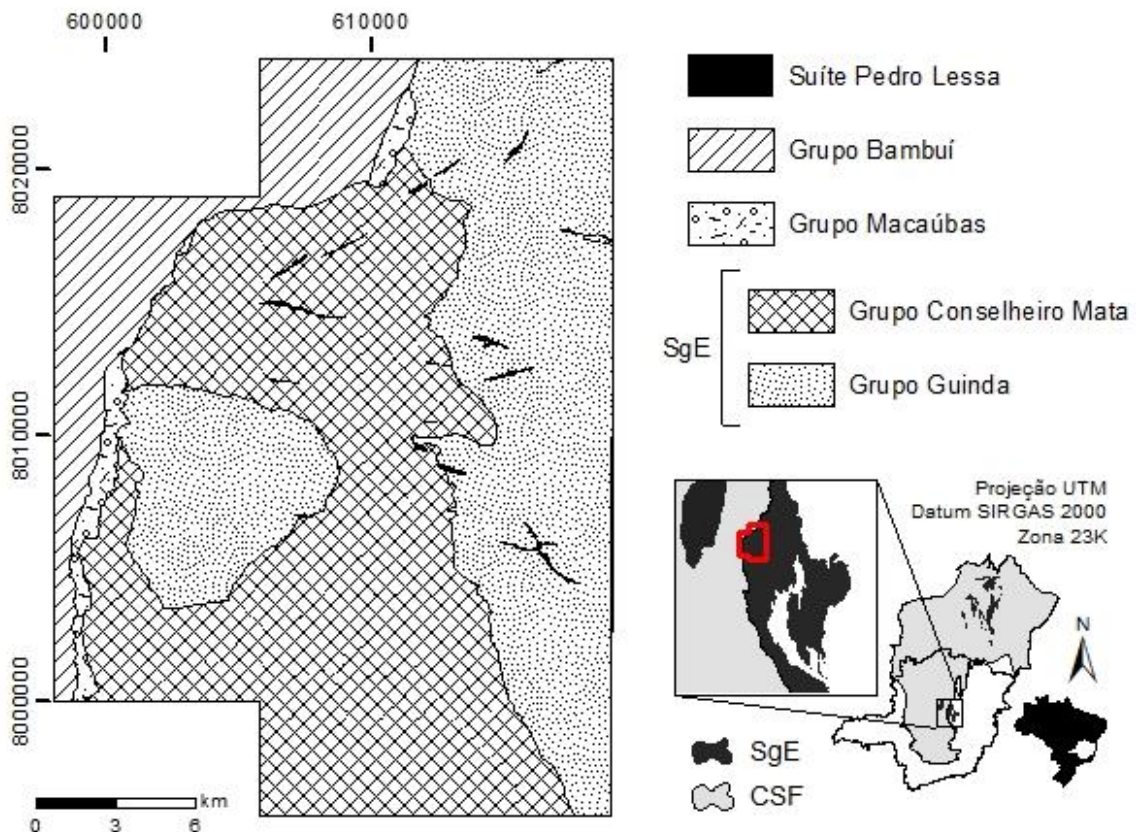 600000 610000
8020000
8010000
8000000
km
0 3 6
Suíte Pedro Lessa
Grupo Bambuí
Grupo Macaúbas
SgE
Grupo Conselheiro Mata
Grupo Guinda
Projeção UTM
Datum SIRGAS 2000
Zona 23K
N
SgE
CSF